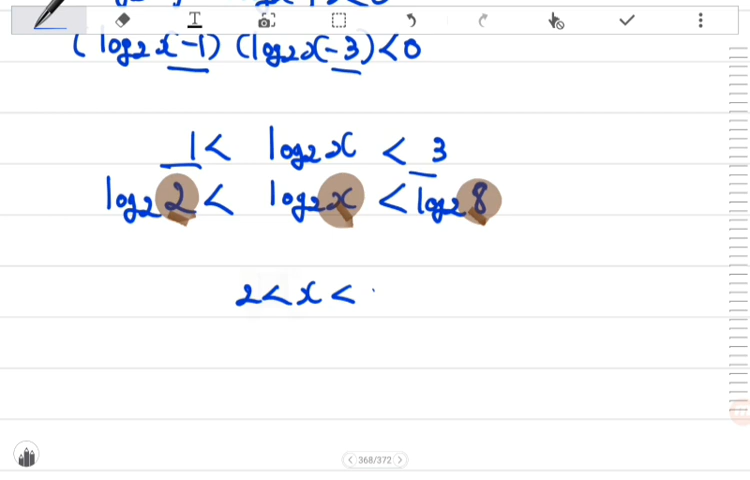 (log₂x-1)(log₂x-3)<0
1< log₂x < 3
log₂2 < log₂x < log₂8
2<x<
368/372